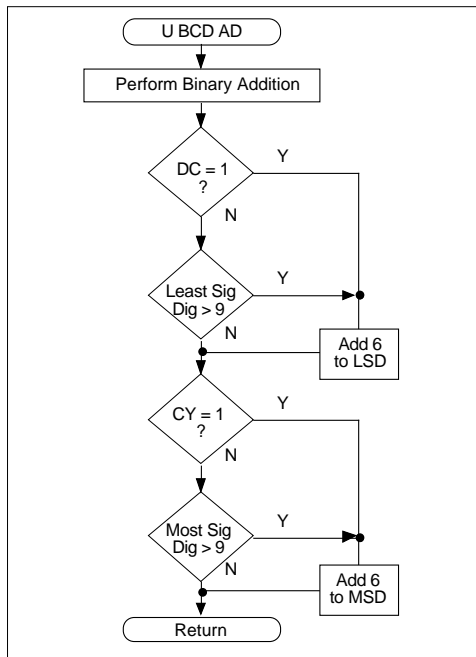 U BCD AD
Perform Binary Addition
DC = 1
?
Y
N
Least Sig
Dig > 9
Y
N
Add 6
to LSD
CY = 1
?
Y
N
Most Sig
Dig > 9
Y
N
Add 6
to MSD
Return